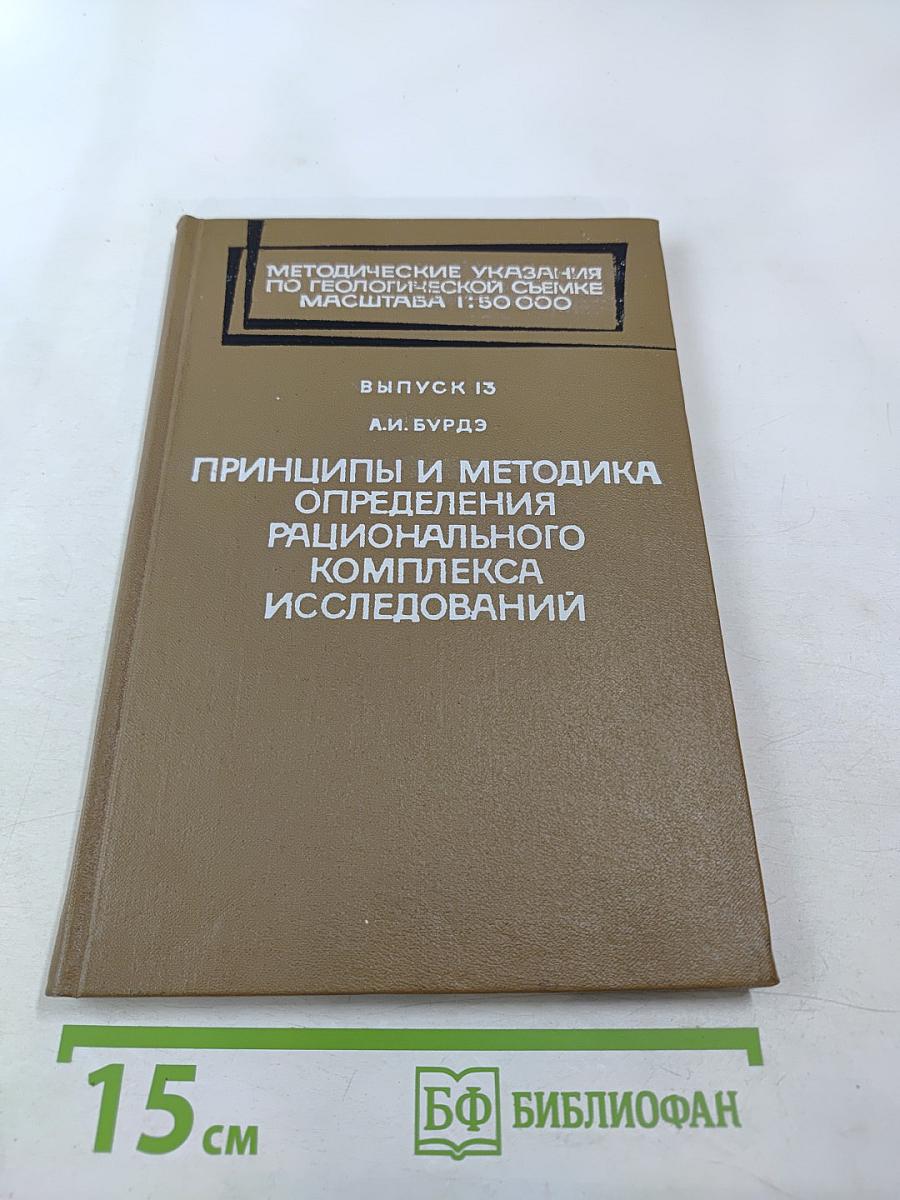 МЕТОДИЧЕСКИЕ УКАЗАНИЯ
ПО ГЕОЛОГИЧЕСКОЙ СЪЕМКЕ
МАСШТАБА 1:50 000
ВЫПУСК 13
А.И. БУРДЭ
ПРИНЦИПЫ И МЕТОДИКА
ОПРЕДЕЛЕНИЯ
РАЦИОНАЛЬНОГО
КОМПЛЕКСА
ИССЛЕДОВАНИЙ
15 см
БФ БИБЛИОФАН